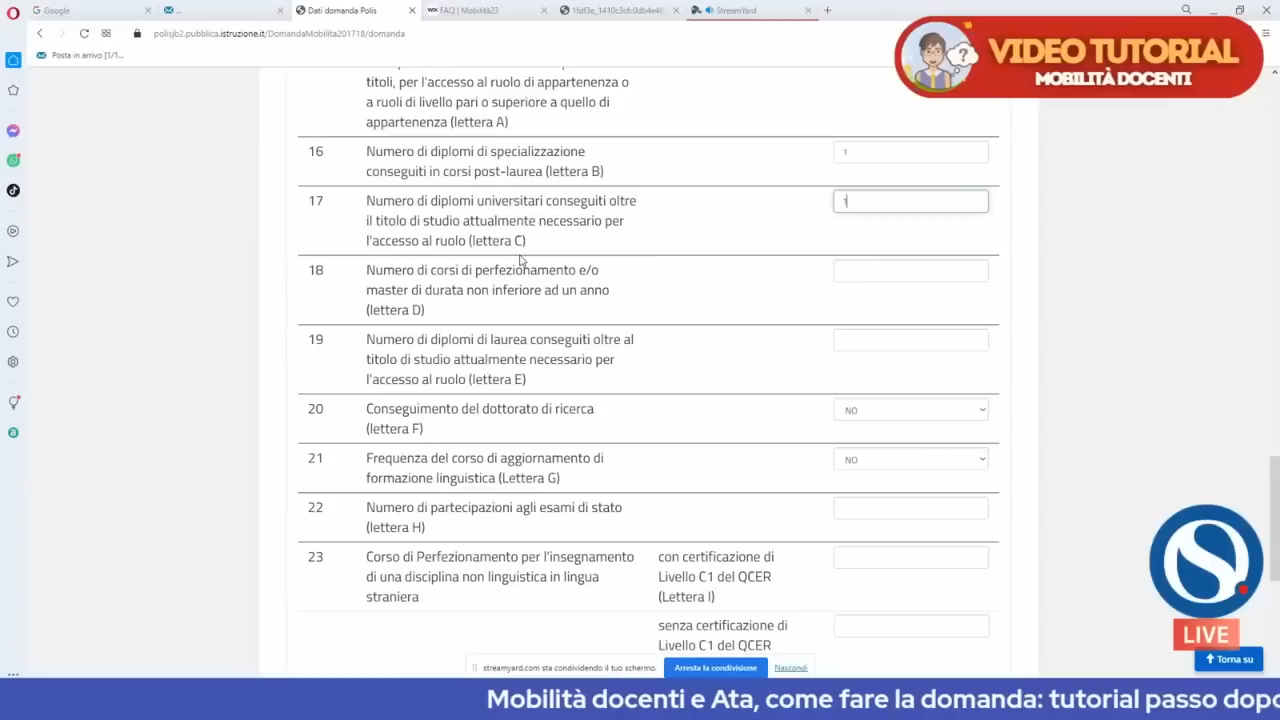 Google
Dati domanda Polis
FAQ | Mobilità23
StreamYard
polisjb2.pubblica.istruzione.it/DomandaMobilita201718/domanda
Posta in arrivo [1/1...
VIDEO TUTORIAL
MOBILITÀ DOCENTI
titoli, per l'accesso al ruolo di appartenenza o
a ruoli di livello pari o superiore a quello di
appartenenza (lettera A)
16 Numero di diplomi di specializzazione 1
conseguiti in corsi post-laurea (lettera B)
17 Numero di diplomi universitari conseguiti oltre 1
il titolo di studio attualmente necessario per
l'accesso al ruolo (lettera C)
18 Numero di corsi di perfezionamento e/o
master di durata non inferiore ad un anno
(lettera D)
19 Numero di diplomi di laurea conseguiti oltre al
titolo di studio attualmente necessario per
l'accesso al ruolo (lettera E)
20 Conseguimento del dottorato di ricerca NO
(lettera F)
21 Frequenza del corso di aggiornamento di NO
formazione linguistica (Lettera G)
22 Numero di partecipazioni agli esami di stato
(lettera H)
23 Corso di Perfezionamento per l'insegnamento con certificazione di
di una disciplina non linguistica in lingua Livello C1 del QCER
straniera (Lettera I)
senza certificazione di
Livello C1 del QCER
streamyard.com sta condividendo il tuo schermo. Arresta la condivisione Nascondi
S
LIVE
Torna su
Mobilità docenti e Ata, come fare la domanda: tutorial passo dopo